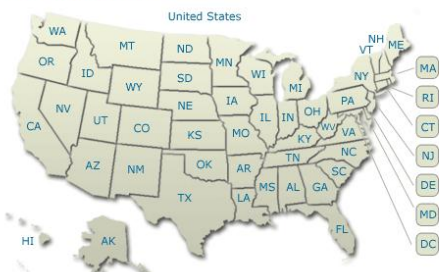 United States
WA
OR
CA
NV
ID
MT
WY
UT
AZ
CO
NM
ND
SD
NE
KS
OK
TX
MN
IA
MO
AR
LA
WI
IL
MI
IN
OH
KY
TN
MS
AL
GA
FL
SC
NC
VA
WV
PA
NY
VT
NH
ME
MA
RI
CT
NJ
DE
MD
DC
HI
AK